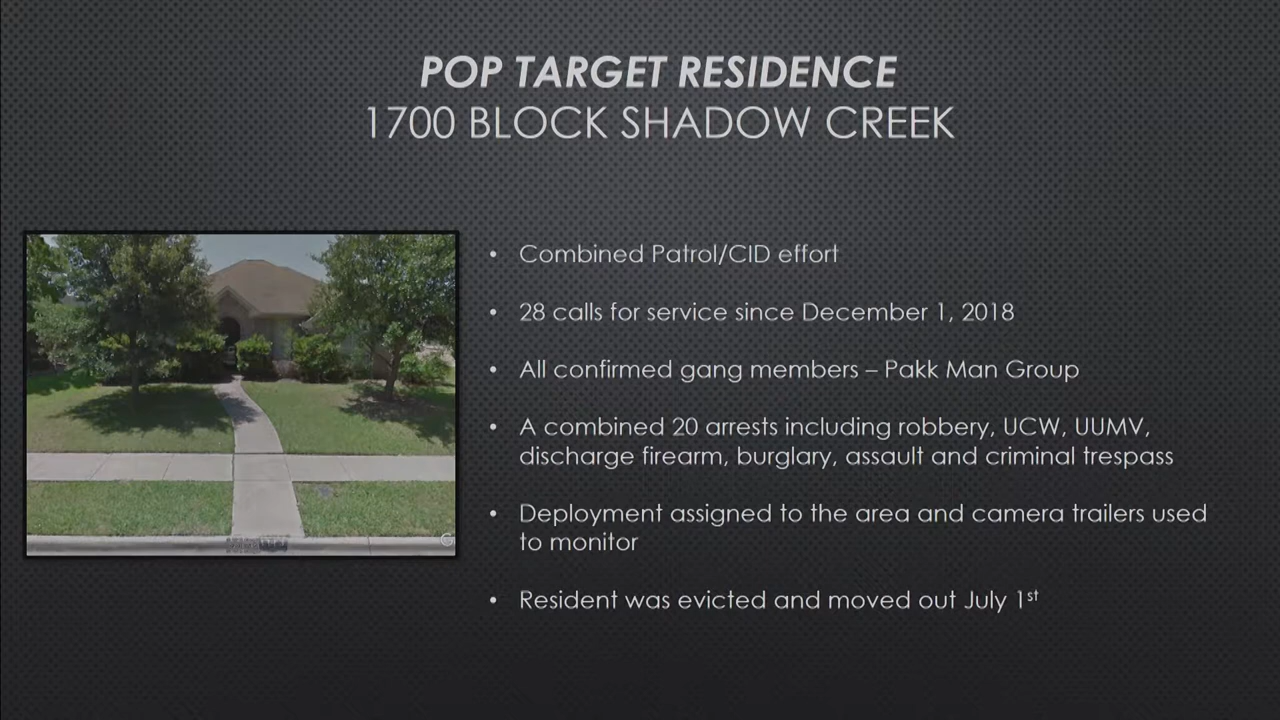 POP TARGET RESIDENCE
1700 BLOCK SHADOW CREEK
• Combined Patrol/CID effort
• 28 calls for service since December 1, 2018
• All confirmed gang members – Pakk Man Group
• A combined 20 arrests including robbery, UCW, UUMV,
discharge firearm, burglary, assault and criminal trespass
• Deployment assigned to the area and camera trailers used
to monitor
• Resident was evicted and moved out July 1st
G